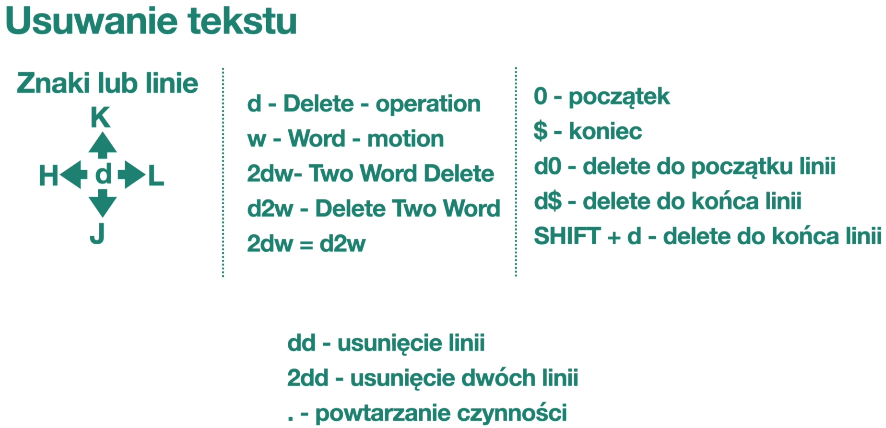 Usuwanie tekstu
Znaki lub linie
K
H d L
J
d - Delete - operation
w - Word - motion
2dw- Two Word Delete
d2w - Delete Two Word
2dw = d2w
0 - początek
$ - koniec
d0 - delete do początku linii
d$ - delete do końca linii
SHIFT + d - delete do końca linii
dd - usunięcie linii
2dd - usunięcie dwóch linii
. - powtarzanie czynności